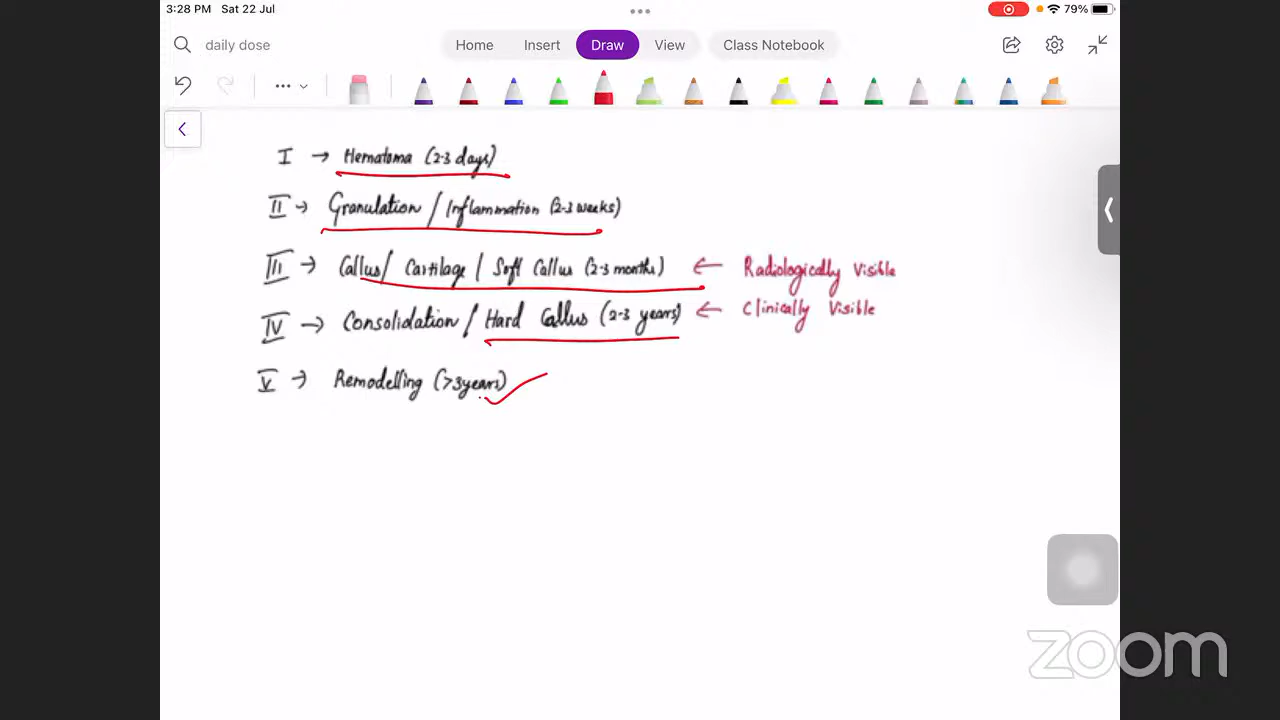 3:28 PM Sat 22 Jul
79%
daily dose
Home Insert Draw View Class Notebook
I → Hematoma (2-3 days)
II → Granulation / Inflammation (2-3 weeks)
III → Callus / Cartilage / Soft Callus (2-3 months) ← Radiologically Visible
IV → Consolidation / Hard Callus (2-3 years) ← Clinically Visible
V → Remodelling (>3years)
zoom